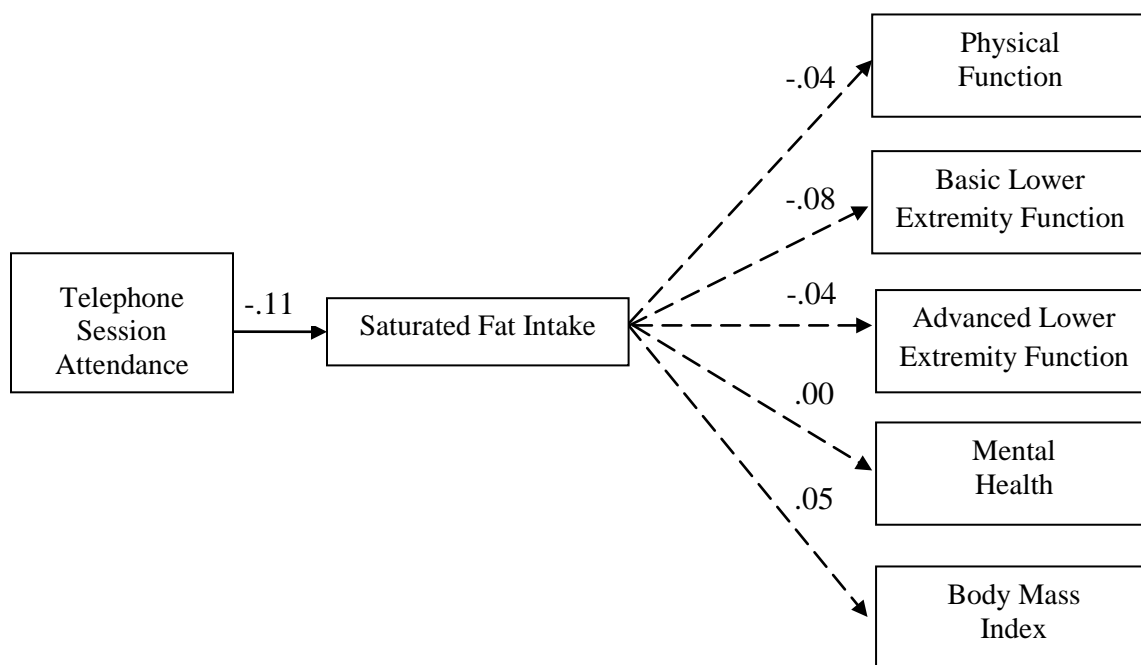 Telephone
Session
Attendance
-.11
Saturated Fat Intake
-.04
Physical
Function
-.08
Basic Lower
Extremity Function
-.04
Advanced Lower
Extremity Function
.00
Mental
Health
.05
Body Mass
Index